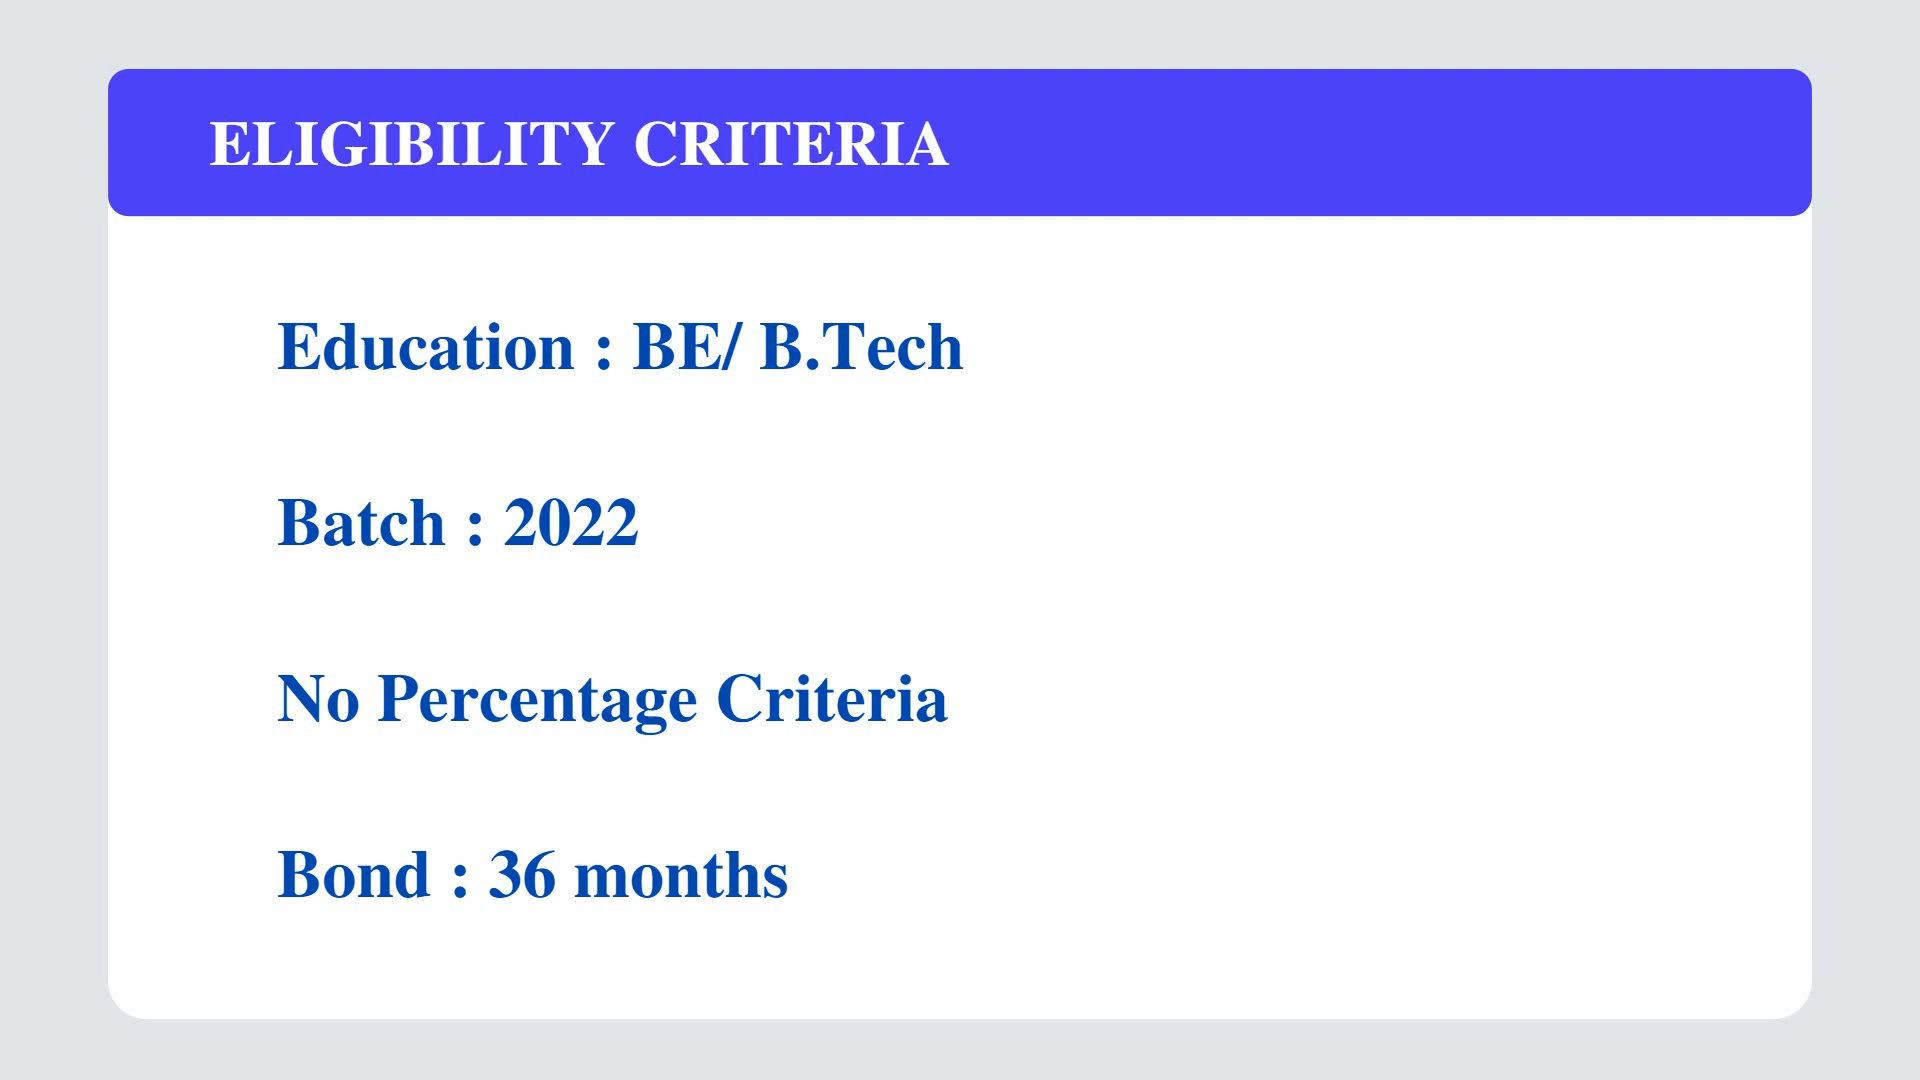 ELIGIBILITY CRITERIA
Education : BE/ B.Tech
Batch : 2022
No Percentage Criteria
Bond : 36 months